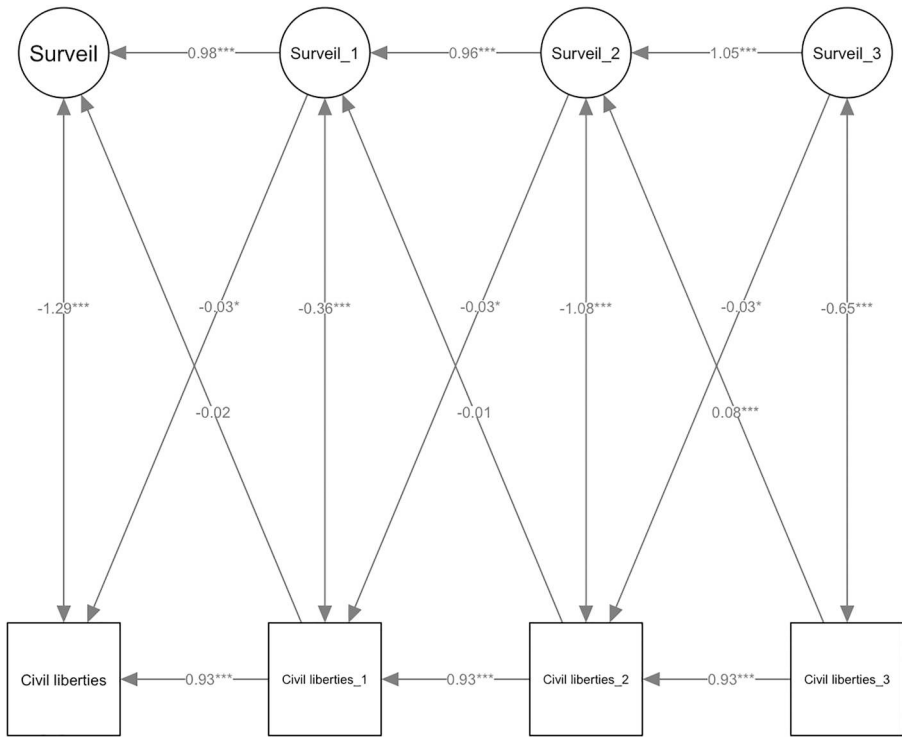 Surveil
0.98***
Surveil_1
0.96***
Surveil_2
1.05***
Surveil_3
-1.29***
-0.03*
-0.36***
-0.03*
-1.08***
-0.03*
-0.65***
-0.02
-0.01
0.08***
Civil liberties
0.93***
Civil liberties_1
0.93***
Civil liberties_2
0.93***
Civil liberties_3